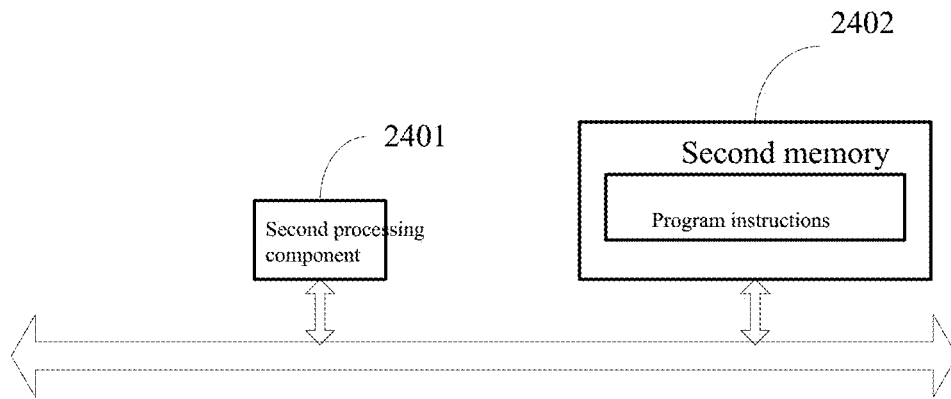 2402
2401
Second memory
Second processing
component
Program instructions